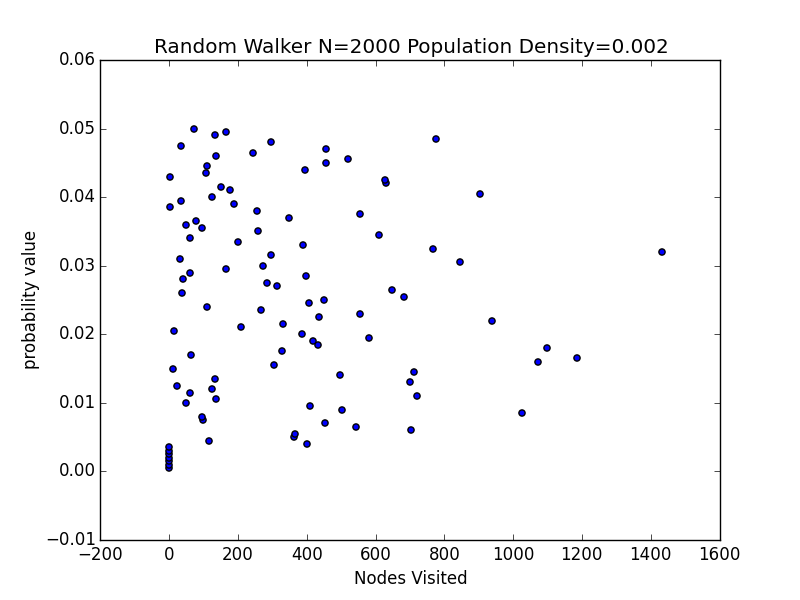 Random Walker N=2000 Population Density=0.002
0.06
0.05
0.04
0.03
0.02
0.01
0.00
−0.01
probability value
−200 0 200 400 600 800 1000 1200 1400 1600
Nodes Visited